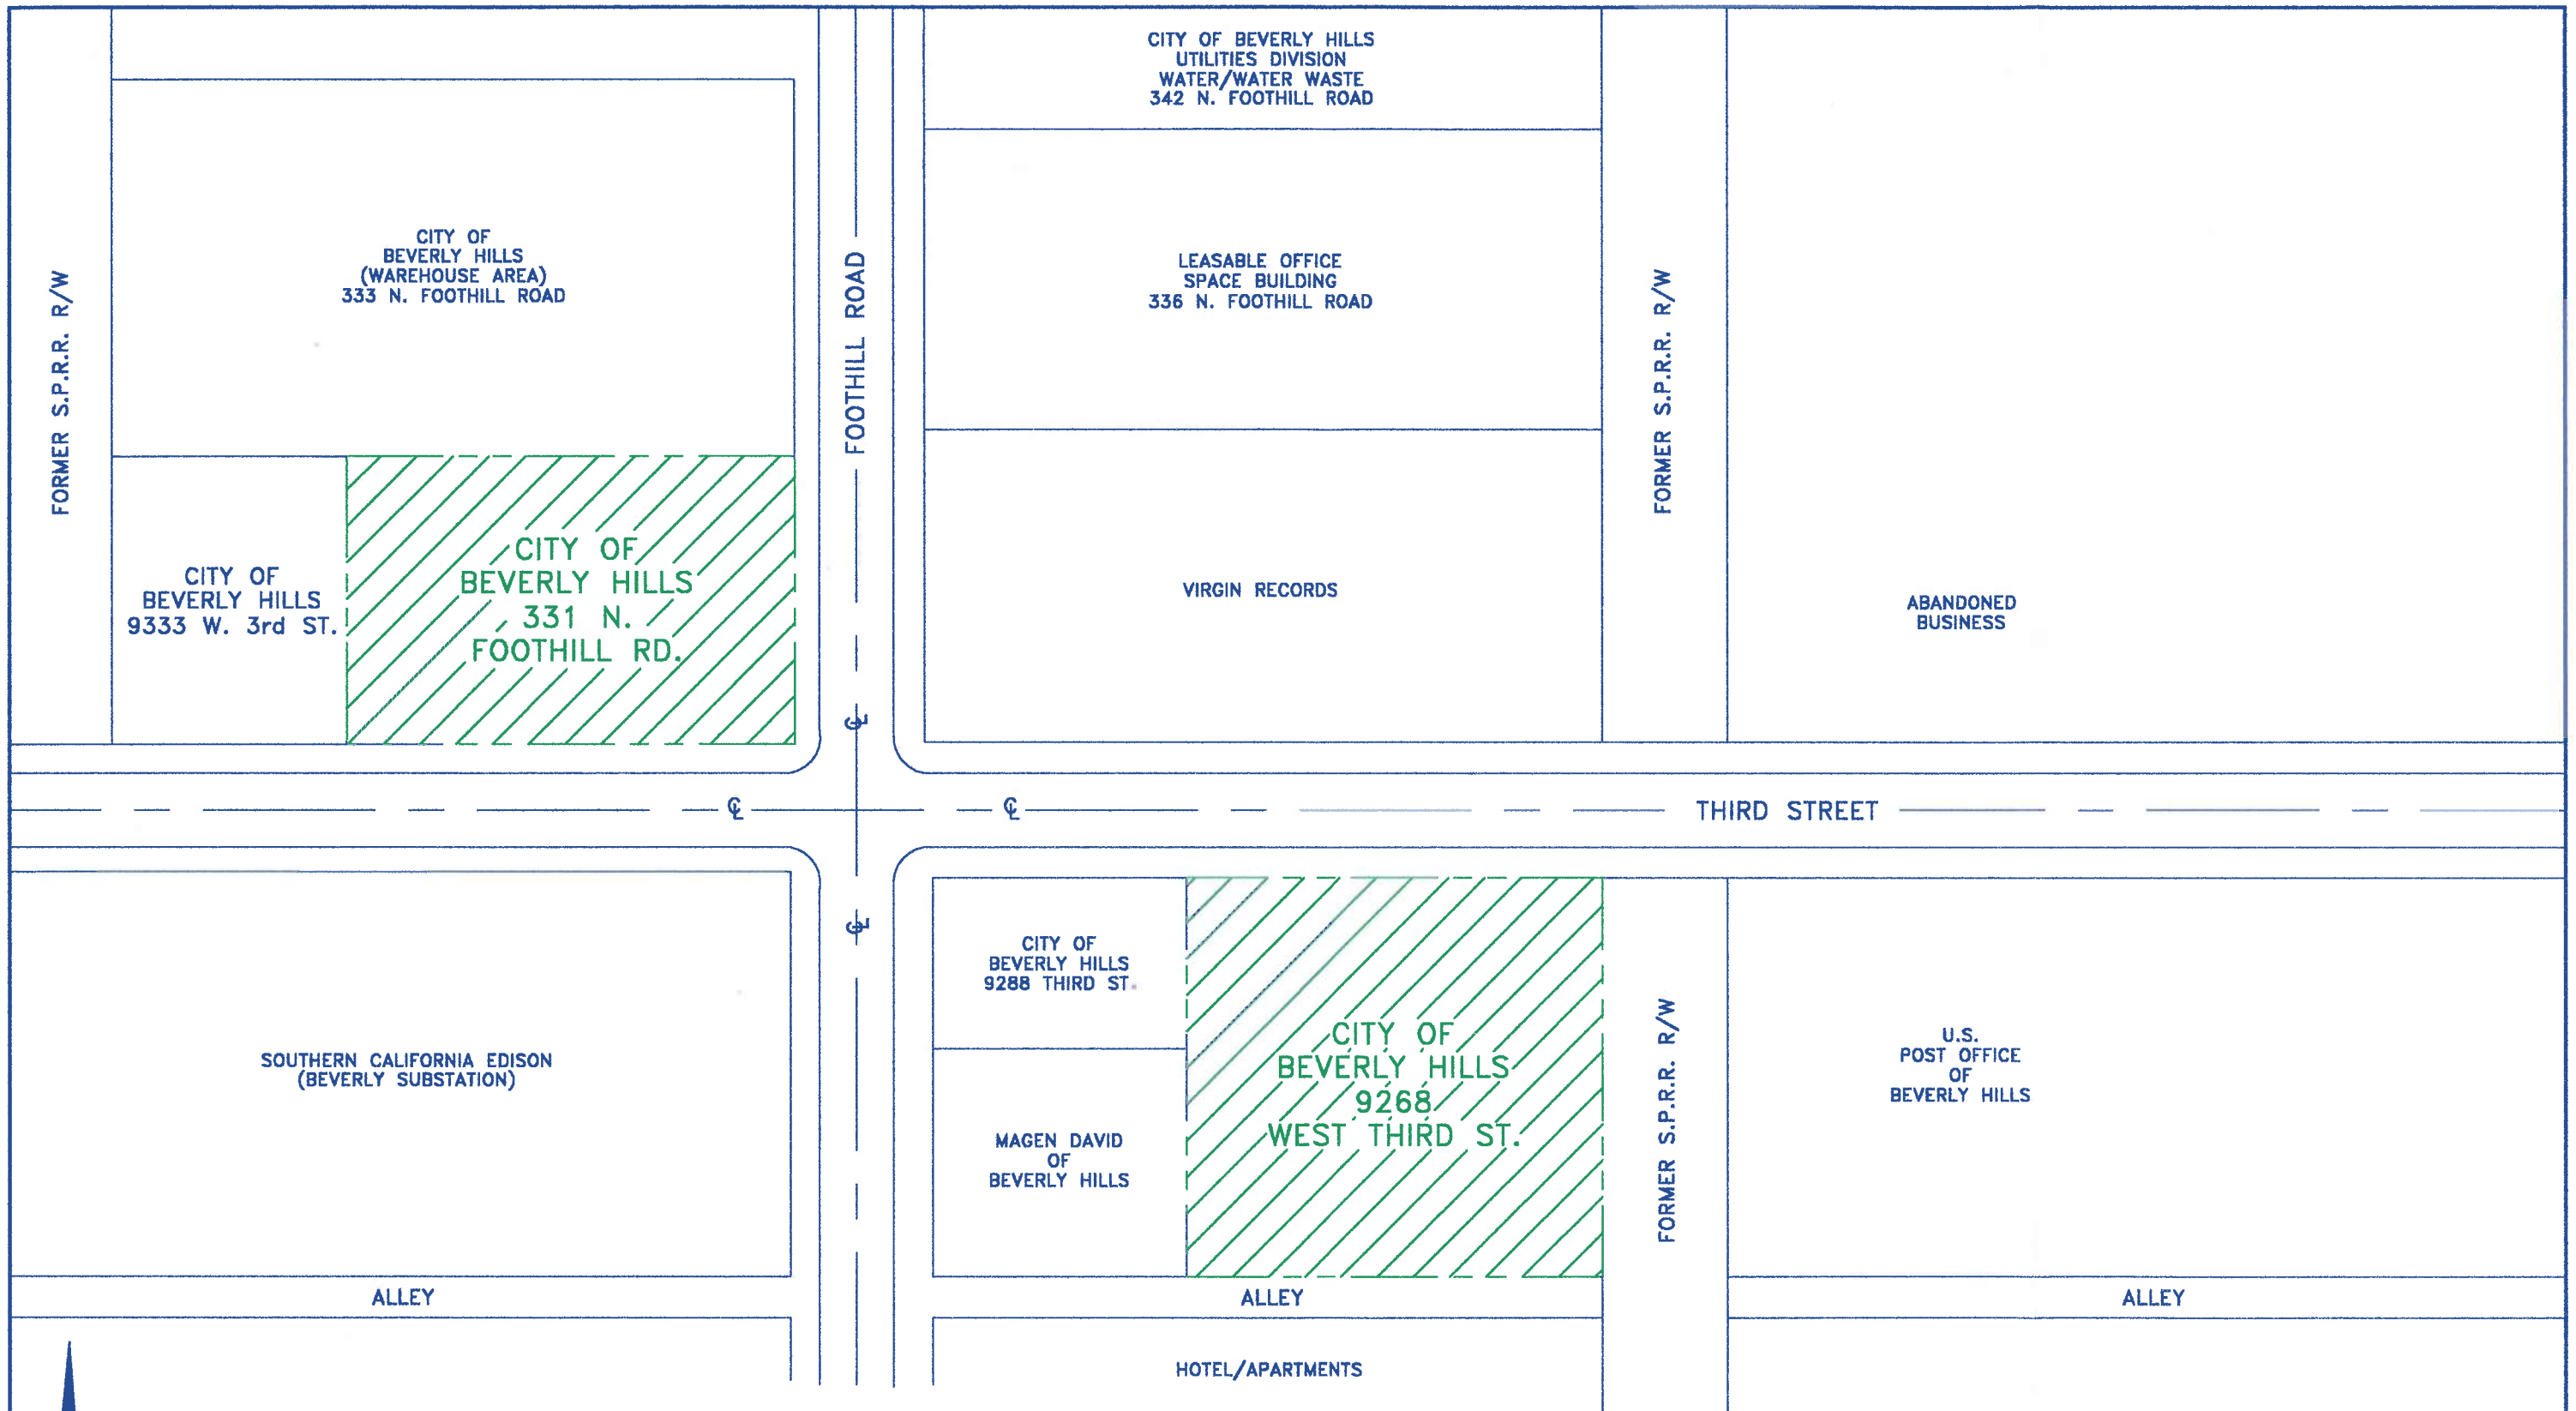 CITY OF BEVERLY HILLS
UTILITIES DIVISION
WATER/WATER WASTE
342 N. FOOTHILL ROAD
CITY OF
BEVERLY HILLS
(WAREHOUSE AREA)
333 N. FOOTHILL ROAD
FORMER S.P.R.R. R/W
FOOTHILL ROAD
LEASABLE OFFICE
SPACE BUILDING
336 N. FOOTHILL ROAD
FORMER S.P.R.R. R/W
CITY OF
BEVERLY HILLS
9333 W. 3rd ST.
CITY OF
BEVERLY HILLS
331 N.
FOOTHILL RD.
VIRGIN RECORDS
ABANDONED
BUSINESS
℄
℄
℄
THIRD STREET
℄
CITY OF
BEVERLY HILLS
9288 THIRD ST.
SOUTHERN CALIFORNIA EDISON
(BEVERLY SUBSTATION)
MAGEN DAVID
OF
BEVERLY HILLS
CITY OF
BEVERLY HILLS
9268
WEST THIRD ST.
FORMER S.P.R.R. R/W
U.S.
POST OFFICE
OF
BEVERLY HILLS
ALLEY
ALLEY
ALLEY
HOTEL/APARTMENTS